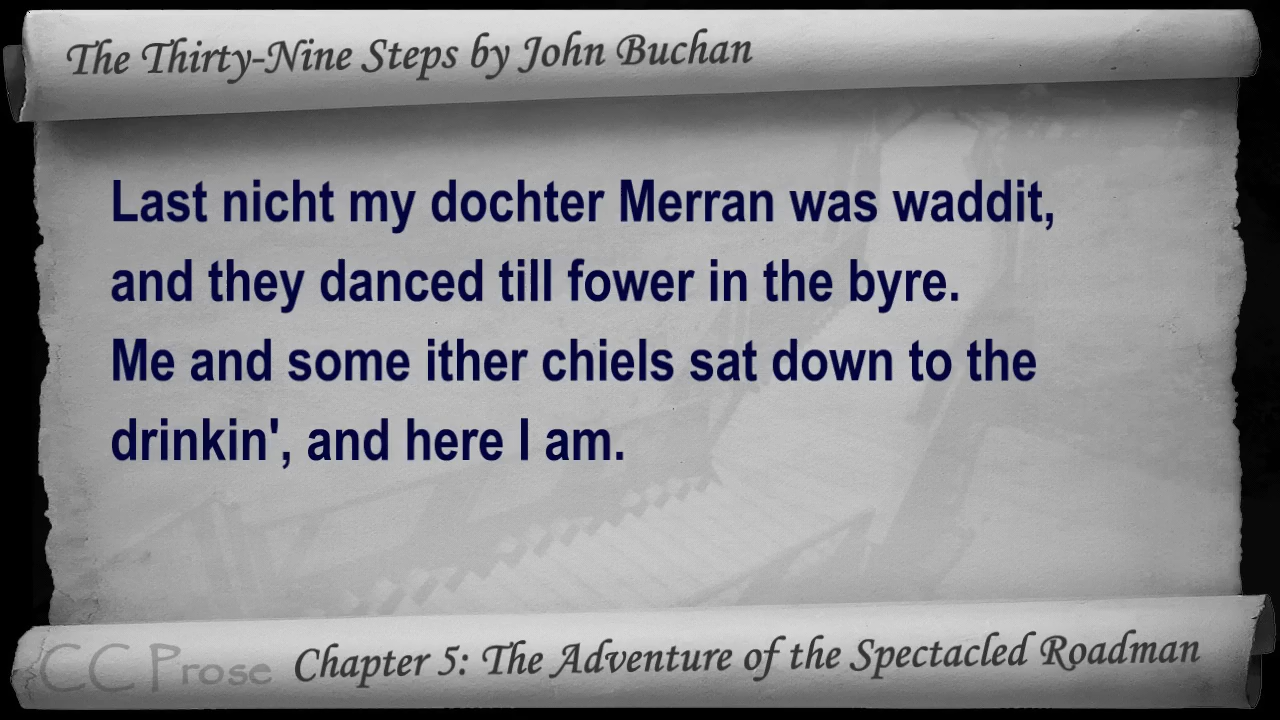 The Thirty-Nine Steps by John Buchan
Last nicht my dochter Merran was waddit,
and they danced till fower in the byre.
Me and some ither chiels sat down to the
drinkin', and here I am.
CC Prose
Chapter 5: The Adventure of the Spectacled Roadman